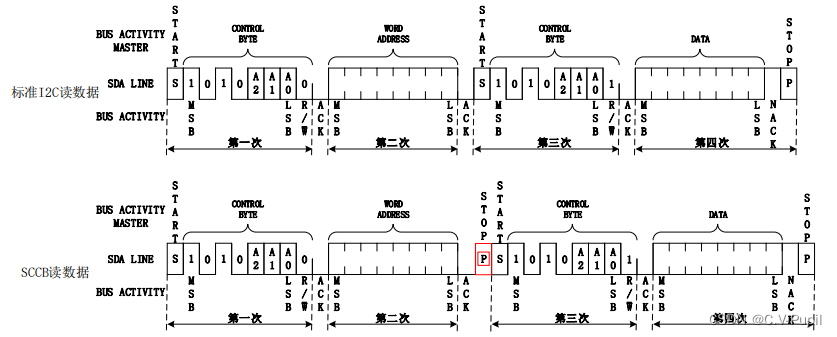 START
START
STOP
BUS ACTIVITY
MASTER
CONTROL
BYTE
WORD
ADDRESS
CONTROL
BYTE
DATA
标准I2C读数据
SDA LINE
S 1 0 1 0 A2 A1 A0 0
S 1 0 1 0 A2 A1 A0 1
P
BUS ACTIVITY
MSB
LSB
R/W
ACK
MSB
LSB
ACK
MSB
LSB
R/W
ACK
MSB
LSB
NACK
第一次
第二次
第三次
第四次
START
STOP
START
STOP
BUS ACTIVITY
MASTER
CONTROL
BYTE
WORD
ADDRESS
CONTROL
BYTE
DATA
SCCB读数据
SDA LINE
S 1 0 1 0 A2 A1 A0 0
P S 1 0 1 0 A2 A1 A0 1
P
BUS ACTIVITY
MSB
LSB
R/W
ACK
MSB
LSB
ACK
MSB
LSB
R/W
ACK
MSB
LSB
NACK
第一次
第二次
第三次
第四次